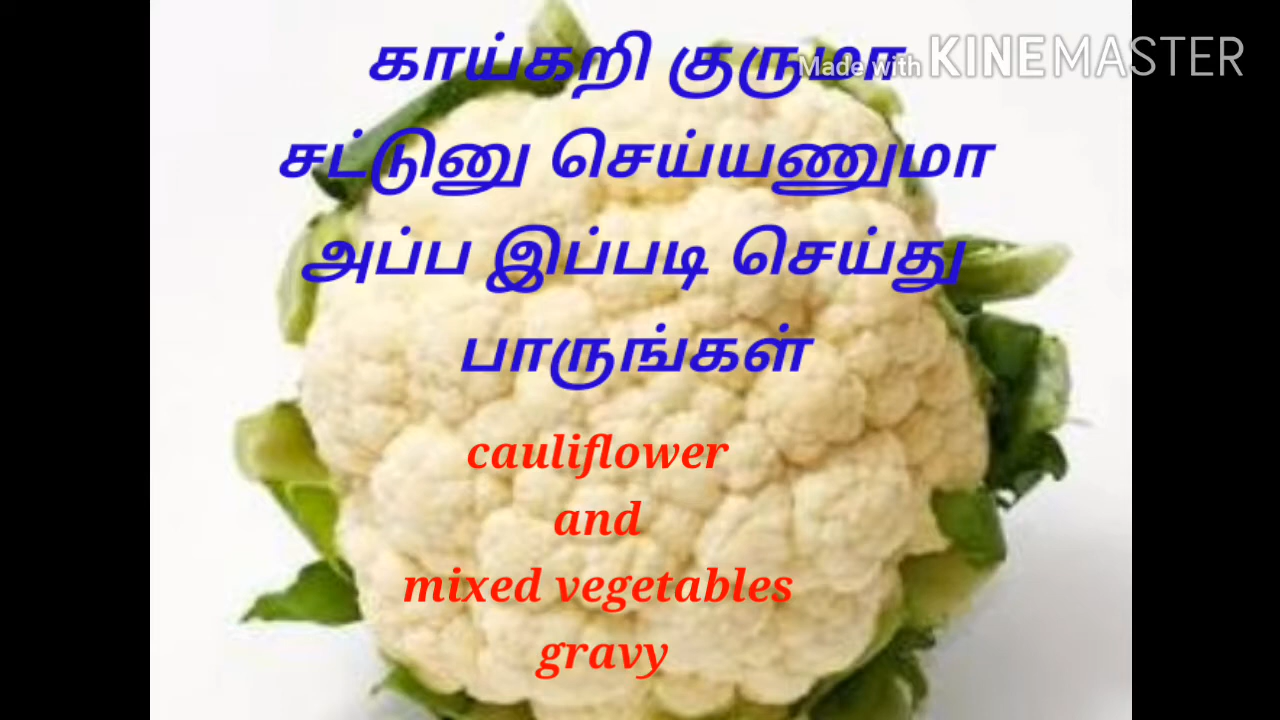 காய்கறி குருமா
Made with KINEMASTER
சட்டுனு செய்யணுமா
அப்ப இப்படி செய்து
பாருங்கள்
cauliflower
and
mixed vegetables
gravy